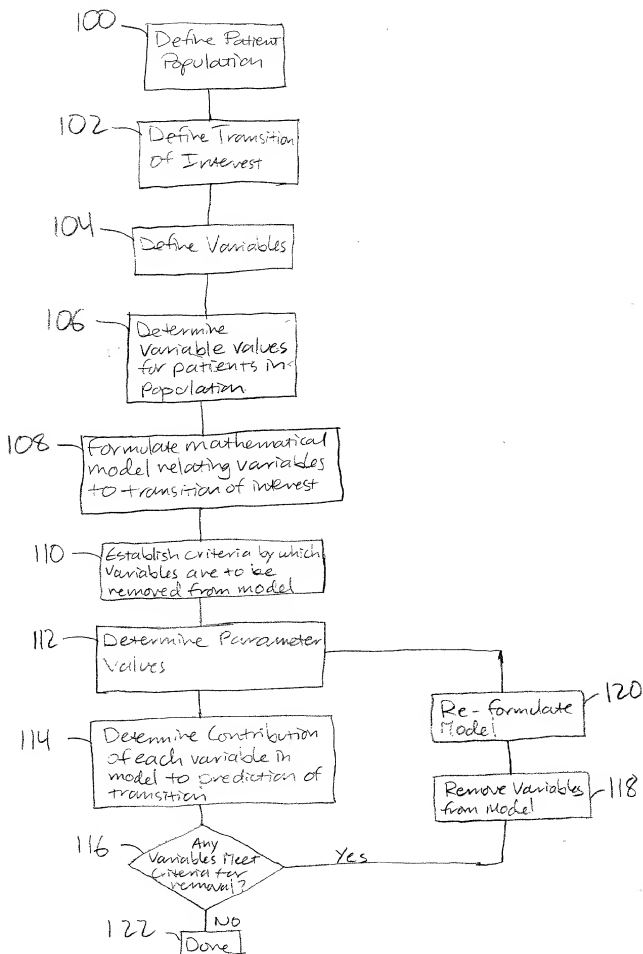 100
Define Patient
Population
102
Define Transition
of Interest
104
Define Variables
106
Determine
Variable values
for patients in
Population
108
Formulate mathematical
model relating variables
to transition of interest
110
Establish criteria by which
variables are to be
removed from model
112
Determine Parameter
Values
114
Determine Contribution
of each variable in
model to prediction of
transition
116
Any
Variables Meet
Criteria for
removal?
Yes
118
Remove Variables
from Model
120
Re-formulate
Model
No
122
Done